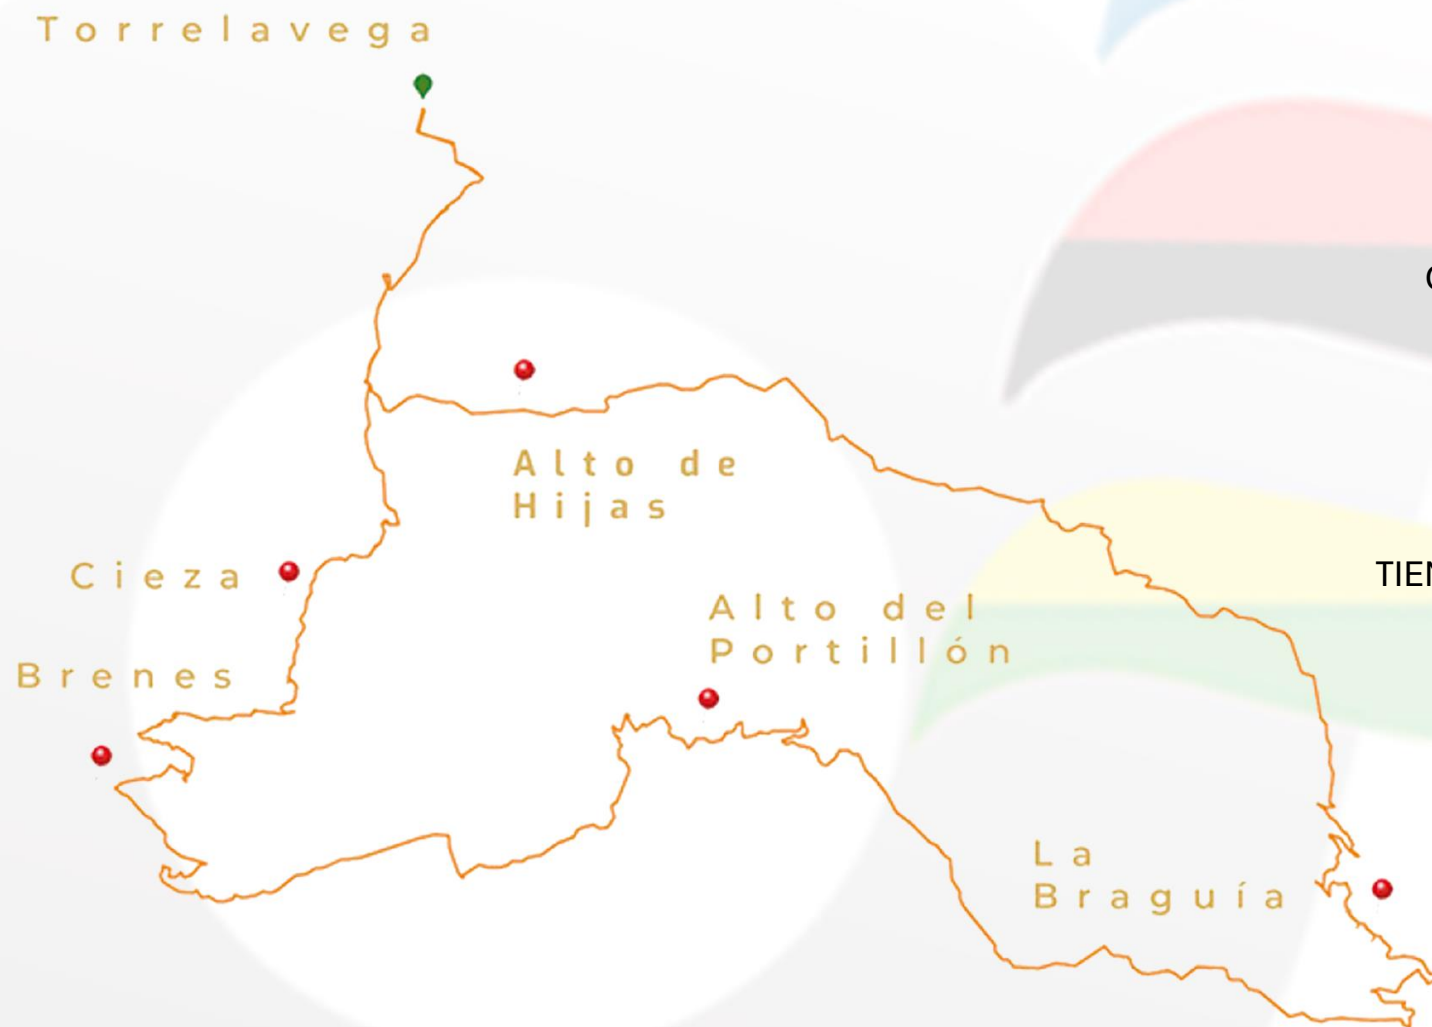 Torrelavega
Alto de
Hijas
Cieza
Alto del
Portillón
Brenes
La
Braguía